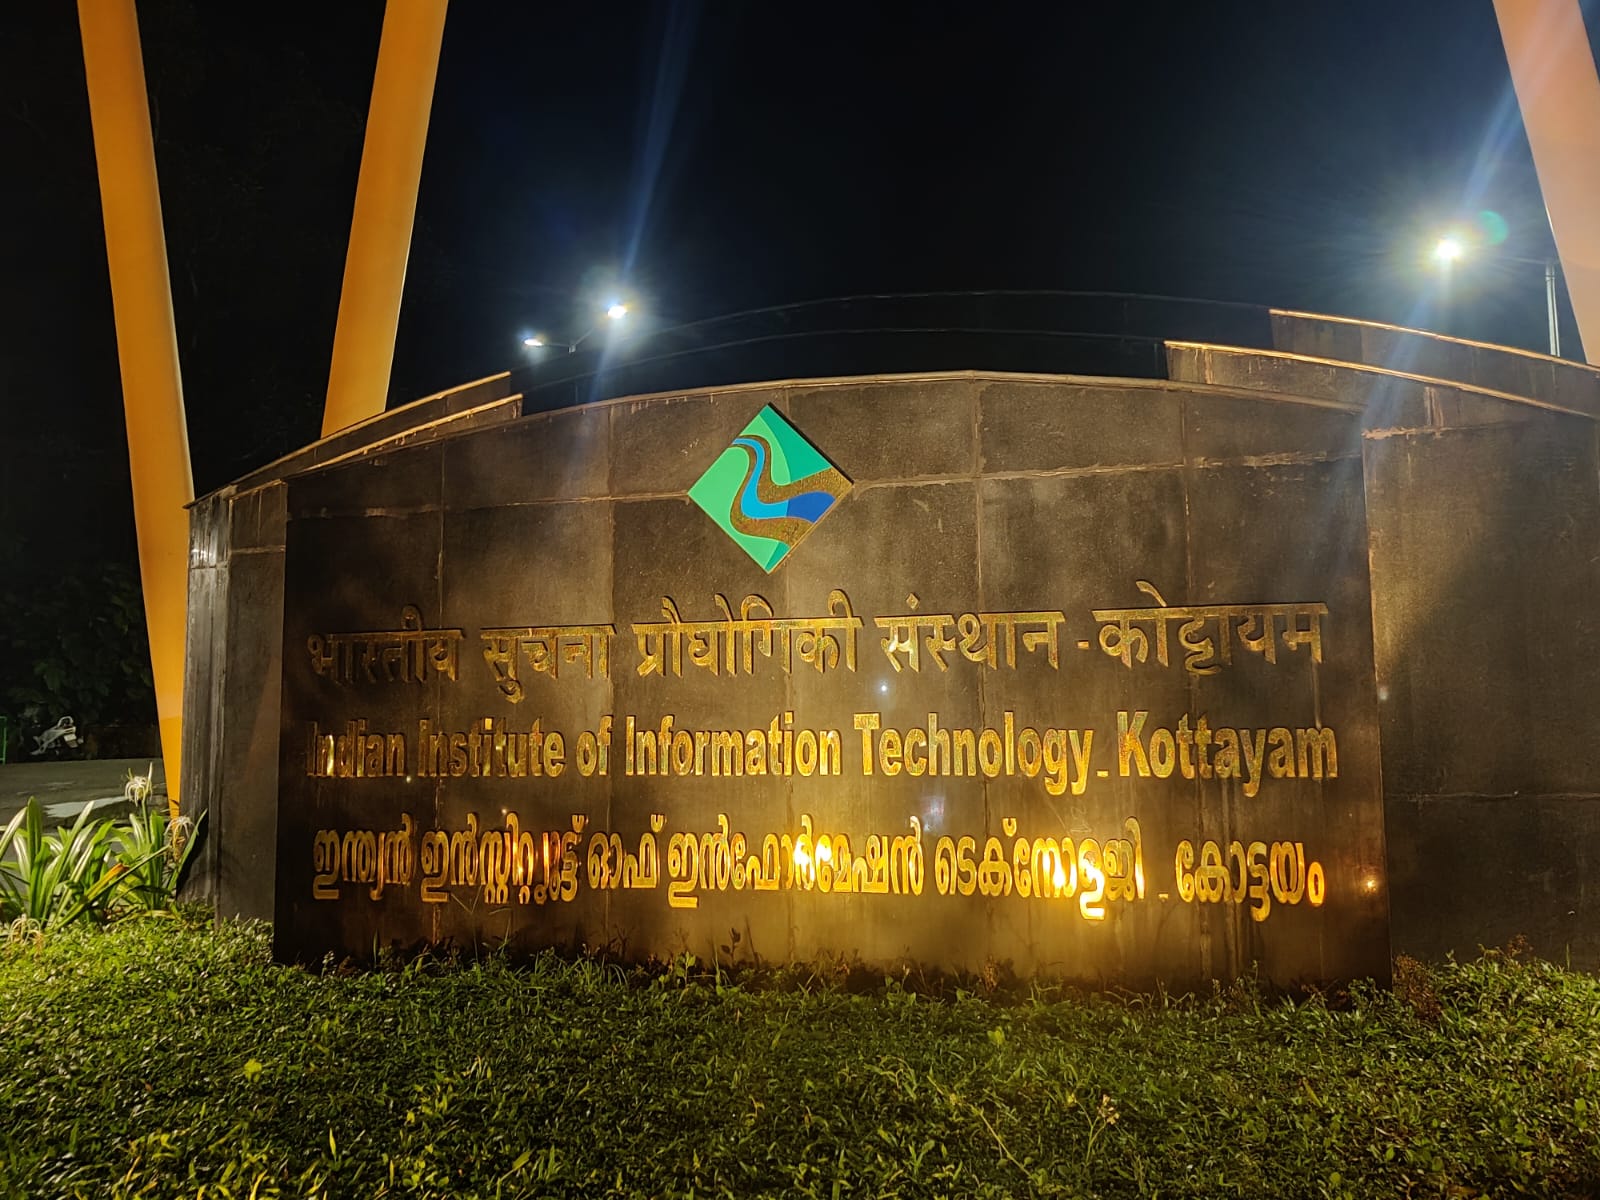 भारतीय सूचना प्रौघोगिकी संस्थान - कोट्टायम
Indian Institute of Information Technology - Kottayam
ഇന്ത്യൻ ഇൻസ്റ്റിറ്റ്യൂട്ട് ഓഫ് ഇൻഫോർമേഷൻ ടെക്നോളജി - കോട്ടയം